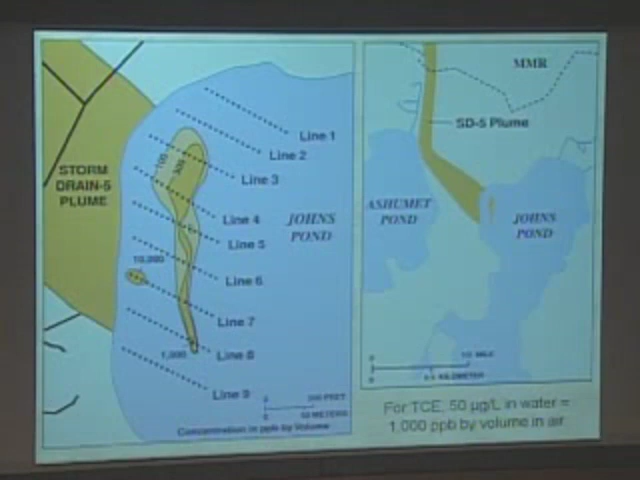 STORM
DRAIN-5
PLUME
100
300
10,000
1,000
Line 1
Line 2
Line 3
Line 4
Line 5
Line 6
Line 7
Line 8
Line 9
JOHNS
POND
Concentration in ppb by Volume
MMR
SD-5 Plume
ASHUMET
POND
JOHNS
POND
For TCE, 50 µg/L in water =
1,000 ppb by volume in air